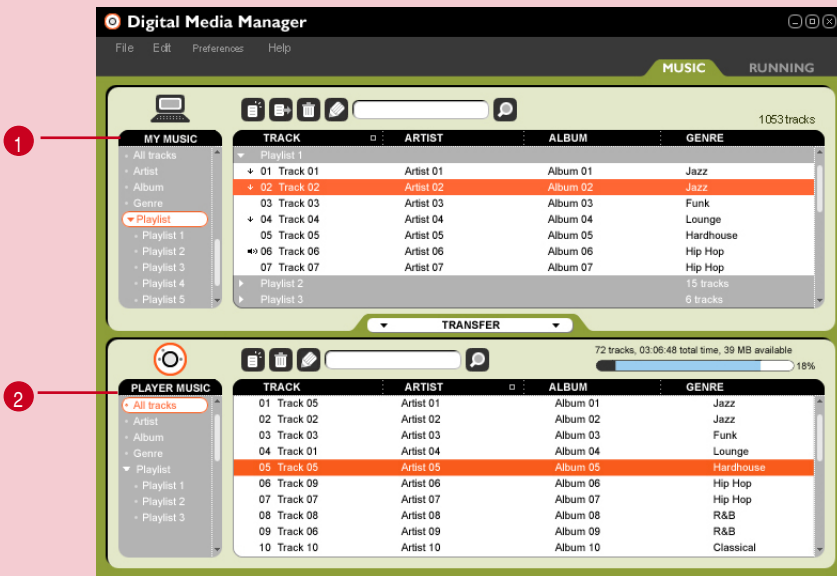 Digital Media Manager
File Edit Preferences Help
MUSIC RUNNING
1053 tracks
1
MY MUSIC
All tracks
Artist
Album
Genre
Playlist
Playlist 1
Playlist 2
Playlist 3
Playlist 4
Playlist 5
TRACK ARTIST ALBUM GENRE
Playlist 1
01 Track 01 Artist 01 Album 01 Jazz
02 Track 02 Artist 02 Album 02 Jazz
03 Track 03 Artist 03 Album 03 Funk
04 Track 04 Artist 04 Album 04 Lounge
05 Track 05 Artist 05 Album 05 Hardhouse
06 Track 06 Artist 06 Album 06 Hip Hop
07 Track 07 Artist 07 Album 07 Hip Hop
Playlist 2 15 tracks
Playlist 3 6 tracks
TRANSFER
72 tracks, 03:06:48 total time, 39 MB available
18%
2
PLAYER MUSIC
All tracks
Artist
Album
Genre
Playlist
Playlist 1
Playlist 2
Playlist 3
TRACK ARTIST ALBUM GENRE
01 Track 05 Artist 01 Album 01 Jazz
02 Track 02 Artist 02 Album 02 Jazz
03 Track 03 Artist 03 Album 03 Funk
04 Track 01 Artist 04 Album 04 Lounge
05 Track 05 Artist 05 Album 05 Hardhouse
06 Track 09 Artist 06 Album 06 Hip Hop
07 Track 07 Artist 07 Album 07 Hip Hop
08 Track 08 Artist 08 Album 08 R&B
09 Track 06 Artist 09 Album 09 R&B
10 Track 10 Artist 10 Album 10 Classical